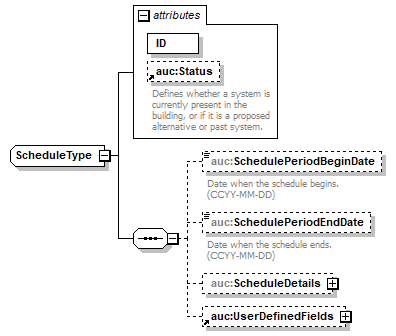 attributes
ID
auc:Status
Defines whether a system is
currently present in the
building, or if it is a proposed
alternative or past system.
ScheduleType
auc:SchedulePeriodBeginDate
Date when the schedule begins.
(CCYY-MM-DD)
auc:SchedulePeriodEndDate
Date when the schedule ends.
(CCYY-MM-DD)
auc:ScheduleDetails
auc:UserDefinedFields